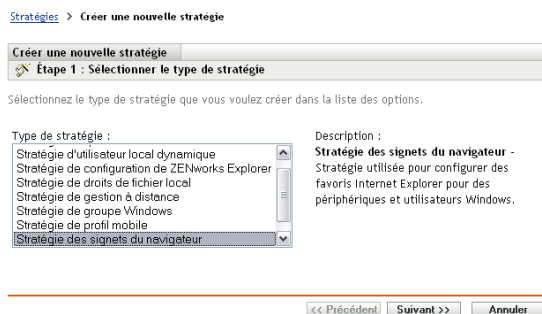 Stratégies > Créer une nouvelle stratégie
Créer une nouvelle stratégie
Étape 1 : Sélectionner le type de stratégie
Sélectionnez le type de stratégie que vous voulez créer dans la liste des options.
Type de stratégie :
Stratégie d'utilisateur local dynamique
Stratégie de configuration de ZENworks Explorer
Stratégie de droits de fichier local
Stratégie de gestion à distance
Stratégie de groupe Windows
Stratégie de profil mobile
Stratégie des signets du navigateur
Description :
Stratégie des signets du navigateur -
Stratégie utilisée pour configurer des
favoris Internet Explorer pour des
périphériques et utilisateurs Windows.
<< Précédent Suivant >> Annuler